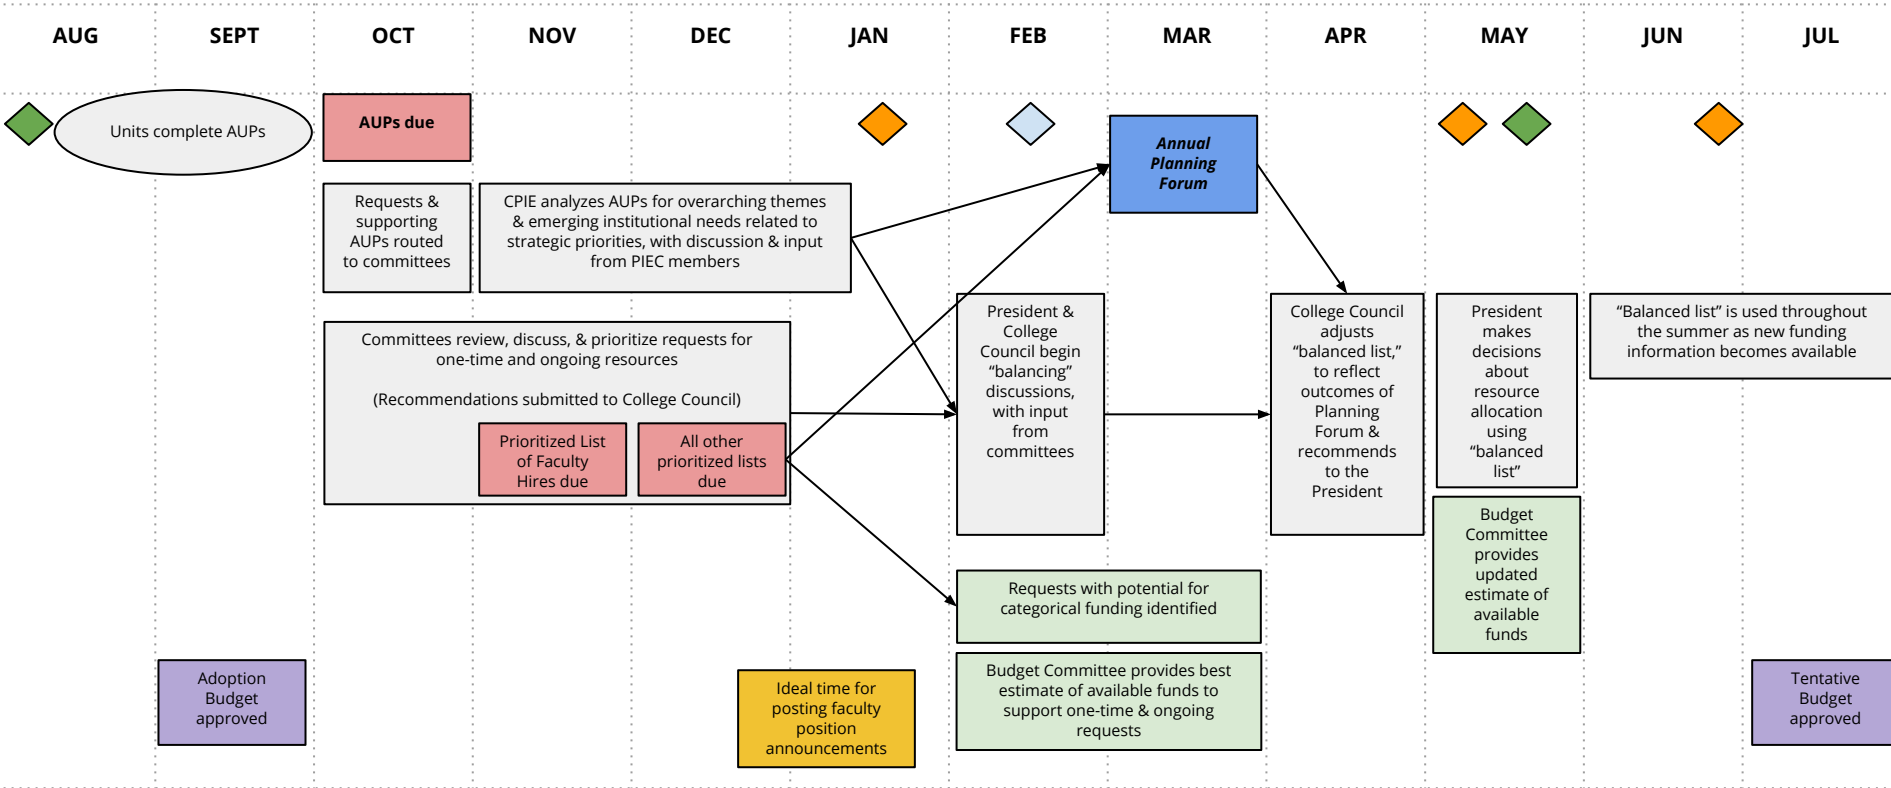 AUG
SEPT
OCT
NOV
DEC
JAN
FEB
MAR
APR
MAY
JUN
JUL
Units complete AUPs
AUPs due
Annual
Planning
Forum
Requests &
supporting
AUPs routed
to committees
CPIE analyzes AUPs for overarching themes
& emerging institutional needs related to
strategic priorities, with discussion & input
from PIEC members
Committees review, discuss, & prioritize requests for
one-time and ongoing resources
(Recommendations submitted to College Council)
Prioritized List
of Faculty
Hires due
All other
prioritized lists
due
President &
College
Council begin
“balancing”
discussions,
with input
from
committees
College Council
adjusts
“balanced list,”
to reflect
outcomes of
Planning
Forum &
recommends
to the
President
President
makes
decisions
about
resource
allocation
using
“balanced
list”
“Balanced list” is used throughout
the summer as new funding
information becomes available
Budget
Committee
provides
updated
estimate of
available
funds
Requests with potential for
categorical funding identified
Budget Committee provides best
estimate of available funds to
support one-time & ongoing
requests
Adoption
Budget
approved
Ideal time for
posting faculty
position
announcements
Tentative
Budget
approved